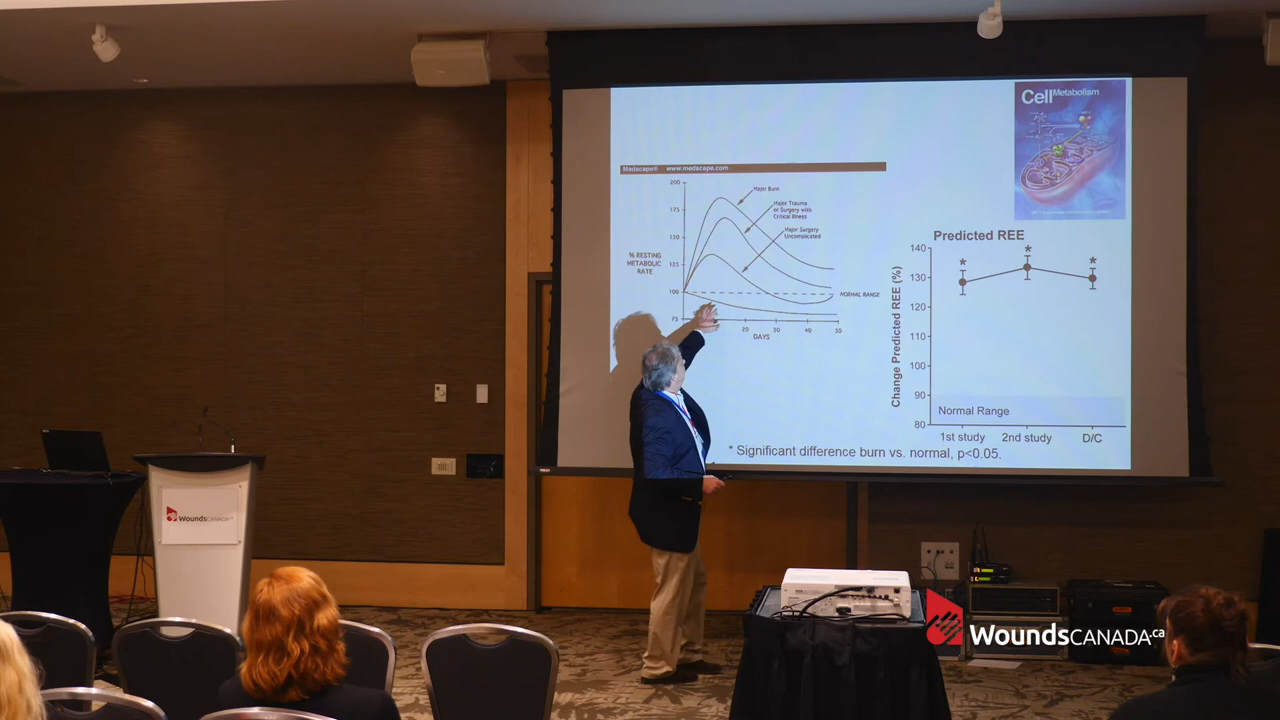 Cell Metabolism
Medscape® www.medscape.com
200
175
150
125
100
75
% RESTING
METABOLIC
RATE
Major Burn
Major Trauma
or Surgery with
Critical Illness
Major Surgery
Uncomplicated
NORMAL RANGE
20 30 40 50
DAYS
Predicted REE
Change Predicted REE (%)
140
130
120
110
100
90
80
* * *
Normal Range
1st study 2nd study D/C
* Significant difference burn vs. normal, p<0.05.
WoundsCANADA.ca
WoundsCANADA.ca